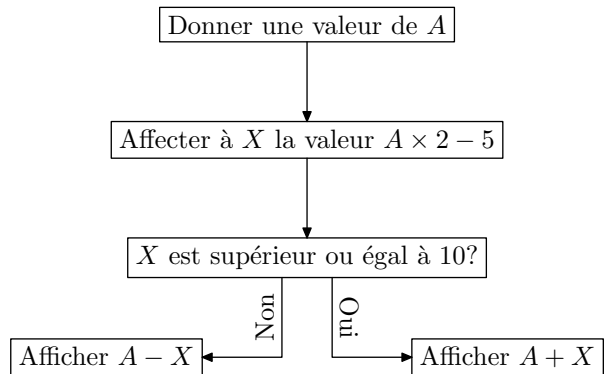 Donner une valeur de A
Affecter à X la valeur A × 2 − 5
X est supérieur ou égal à 10?
Non
Oui
Afficher A − X
Afficher A + X